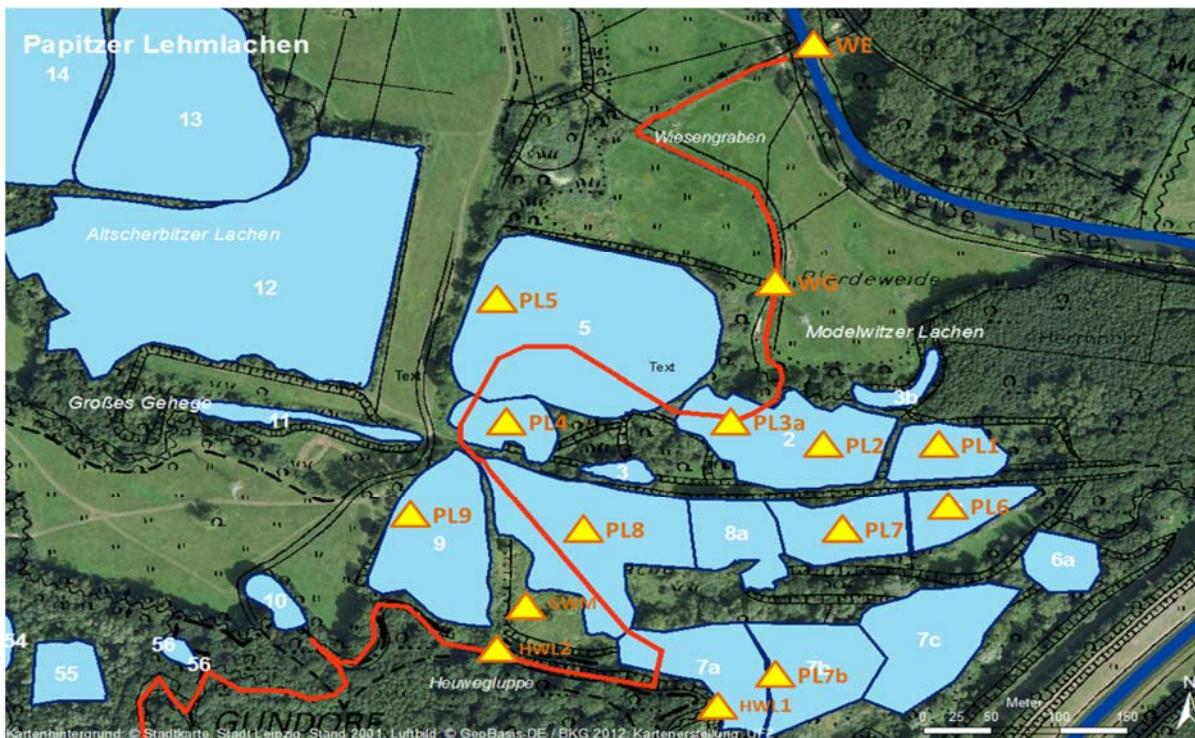 Papitzer Lehmlachen
14
13
WE
Wiesengraben
Weiße
Elster
Altscherbitzer Lachen
12
WG
Pferdeweide
PL5
5
Modelwitzer Lachen
Text
Text
Großes Gehege
11
3b
PL4
PL3a
2
PL2
PL1
3
PL9
9
PL8
8a
PL7
PL6
6a
10
GWM
54
55
56
56
HWL2
Heuwegluppe
7a
7b
7c
PL7b
HWL1
GUNDORF
N
Meter
0 25 50 100 150
Kartenhintergrund: © Stadtkarte, Stadt Leipzig, Stand 2001, Luftbild: © GeoBasis-DE / BKG 2012; Kartenerstellung, UFZ